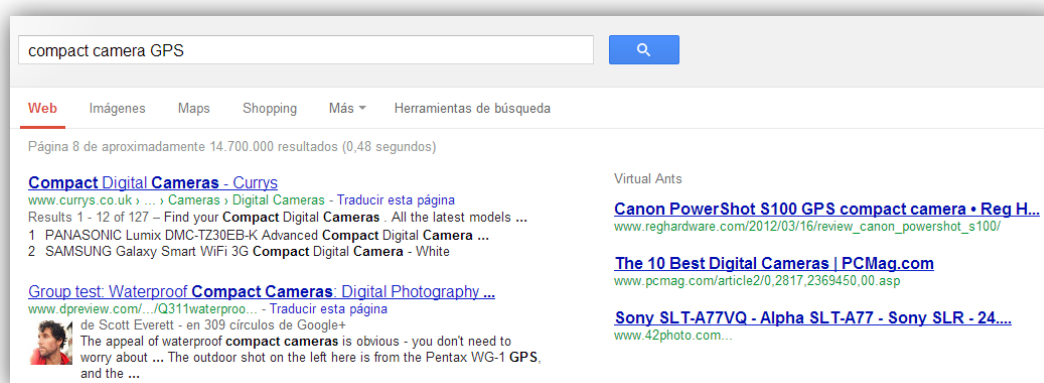 compact camera GPS
Web Imágenes Maps Shopping Más Herramientas de búsqueda
Página 8 de aproximadamente 14.700.000 resultados (0,48 segundos)
Compact Digital Cameras - Currys
www.currys.co.uk › ... › Cameras › Digital Cameras - Traducir esta página
Results 1 - 12 of 127 – Find your Compact Digital Cameras . All the latest models ...
1 PANASONIC Lumix DMC-TZ30EB-K Advanced Compact Digital Camera ...
2 SAMSUNG Galaxy Smart WiFi 3G Compact Digital Camera - White
Group test: Waterproof Compact Cameras: Digital Photography ...
www.dpreview.com/.../Q311waterproo... - Traducir esta página
de Scott Everett - en 309 círculos de Google+
The appeal of waterproof compact cameras is obvious - you don't need to
worry about ... The outdoor shot on the left here is from the Pentax WG-1 GPS,
and the ...
Virtual Ants
Canon PowerShot S100 GPS compact camera • Reg H...
www.reghardware.com/2012/03/16/review_canon_powershot_s100/
The 10 Best Digital Cameras | PCMag.com
www.pcmag.com/article2/0,2817,2369450,00.asp
Sony SLT-A77VQ - Alpha SLT-A77 - Sony SLR - 24....
www.42photo.com...